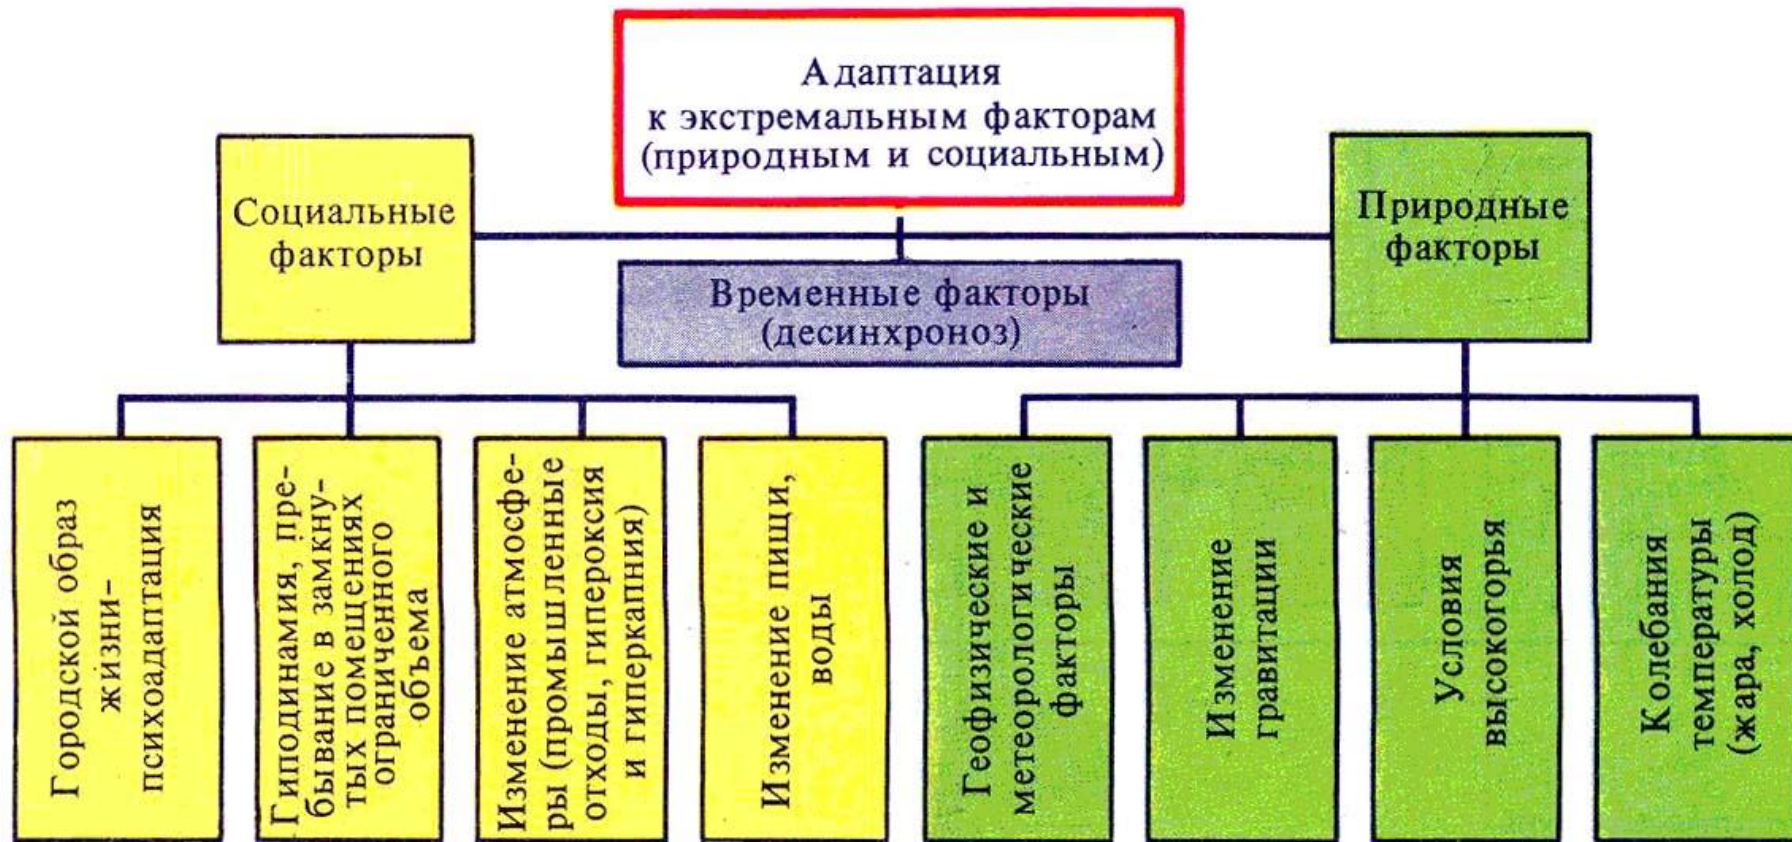 Адаптация
к экстремальным факторам
(природным и социальным)
Социальные
факторы
Природные
факторы
Временные факторы
(десинхроноз)
Городской образ
жизни–
психоадаптация
Гиподинамия, пре-
бывание в замкну-
тых помещениях
ограниченного
объема
Изменение атмосфе-
ры (промышленные
отходы, гипероксия
и гиперкапния)
Изменение пищи,
воды
Геофизические и
метеорологические
факторы
Изменение
гравитации
Условия
высокогорья
Колебания
температуры
(жара, холод)